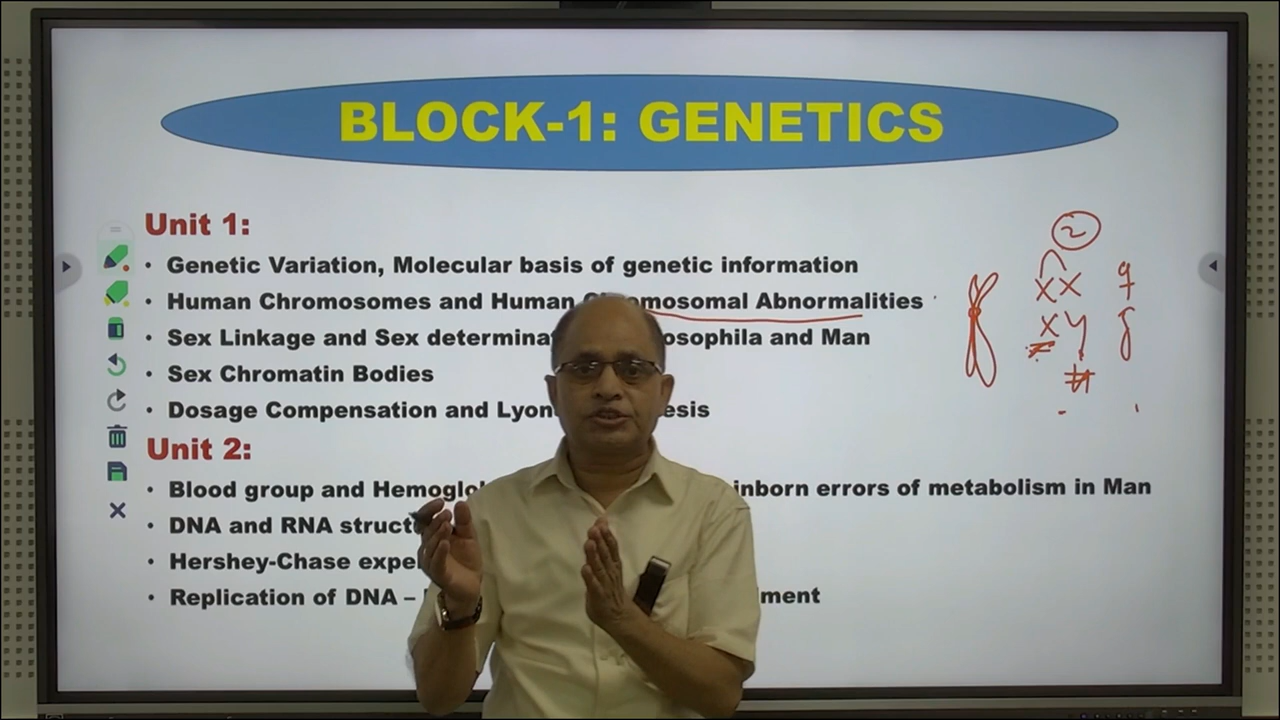 BLOCK-1: GENETICS
Unit 1:
• Genetic Variation, Molecular basis of genetic information
• Human Chromosomes and Human Chromosomal Abnormalities
• Sex Linkage and Sex determina osophila and Man
• Sex Chromatin Bodies
• Dosage Compensation and Lyon esis
Unit 2:
• Blood group and Hemoglo inborn errors of metabolism in Man
• DNA and RNA struct
• Hershey-Chase expe
• Replication of DNA – ment
2
XX ♀
XY